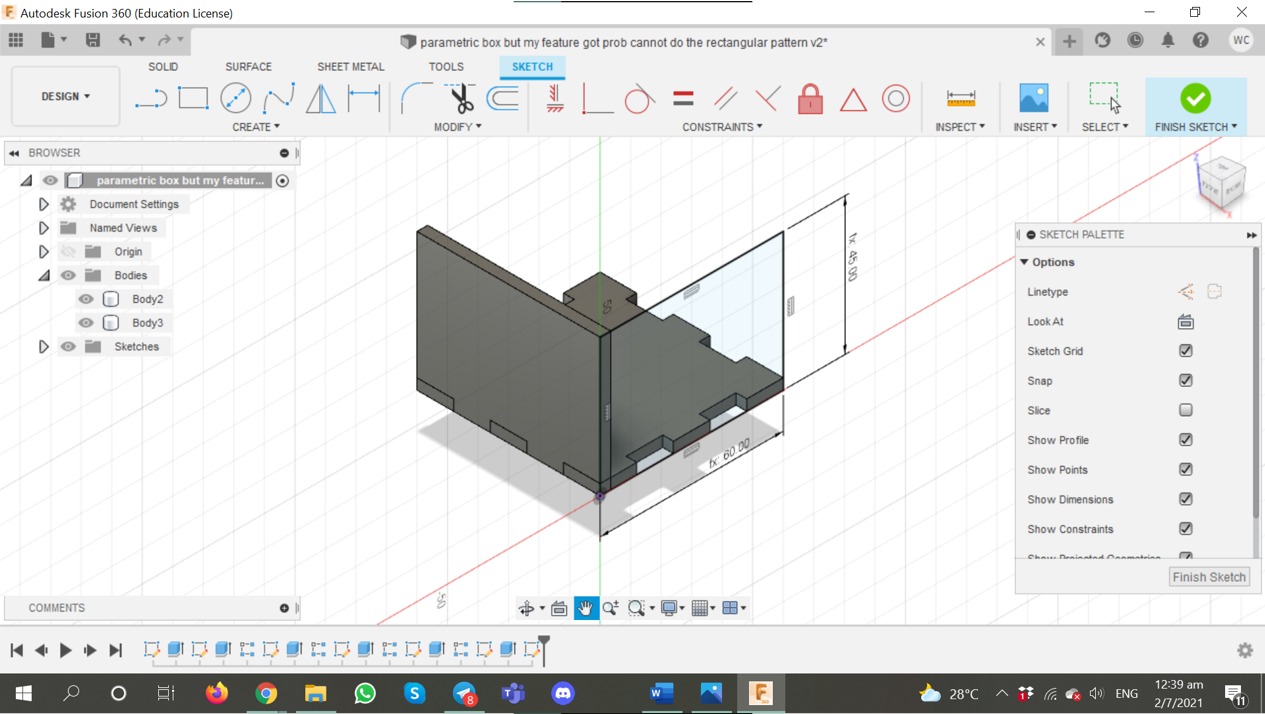 Autodesk Fusion 360 (Education License)
parametric box but my feature got prob cannot do the rectangular pattern v2*
WC
DESIGN
SOLID
SURFACE
SHEET METAL
TOOLS
SKETCH
CREATE
MODIFY
CONSTRAINTS
INSPECT
INSERT
SELECT
FINISH SKETCH
BROWSER
parametric box but my featur...
Document Settings
Named Views
Origin
Bodies
Body2
Body3
Sketches
Z
X
50
fx: 45.00
fx: 60.00
50
SKETCH PALETTE
Options
Linetype
Look At
Sketch Grid
Snap
Slice
Show Profile
Show Points
Show Dimensions
Show Constraints
Show Projected Geometries
Finish Sketch
COMMENTS
8
W
28°C
ENG
12:39 am
2/7/2021
11